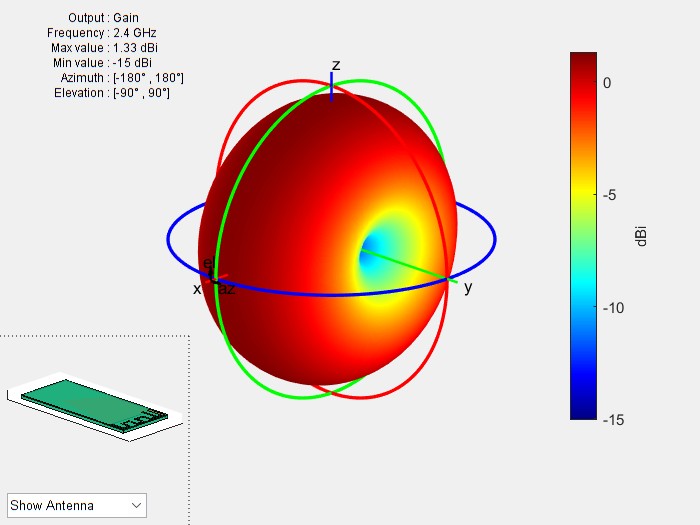 Output : Gain
Frequency : 2.4 GHz
Max value : 1.33 dBi
Min value : -15 dBi
Azimuth : [-180° , 180°]
Elevation : [-90° , 90°]
z
0
-5
dBi
-10
-15
el
x
az
y
Show Antenna